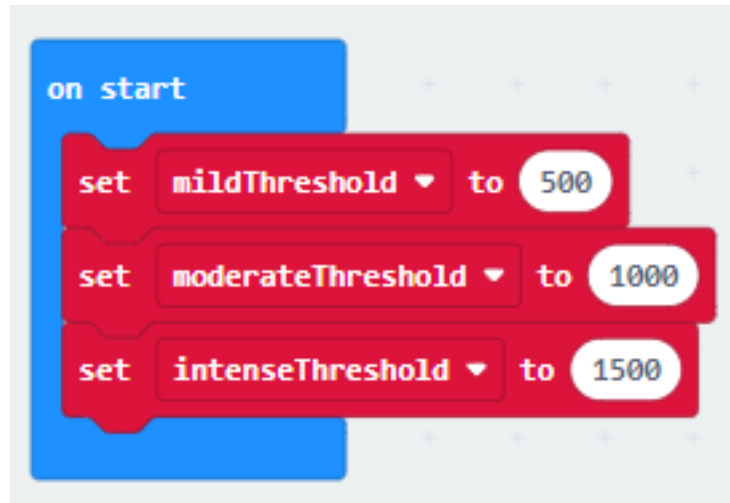 on start
set mildThreshold to 500
set moderateThreshold to 1000
set intenseThreshold to 1500